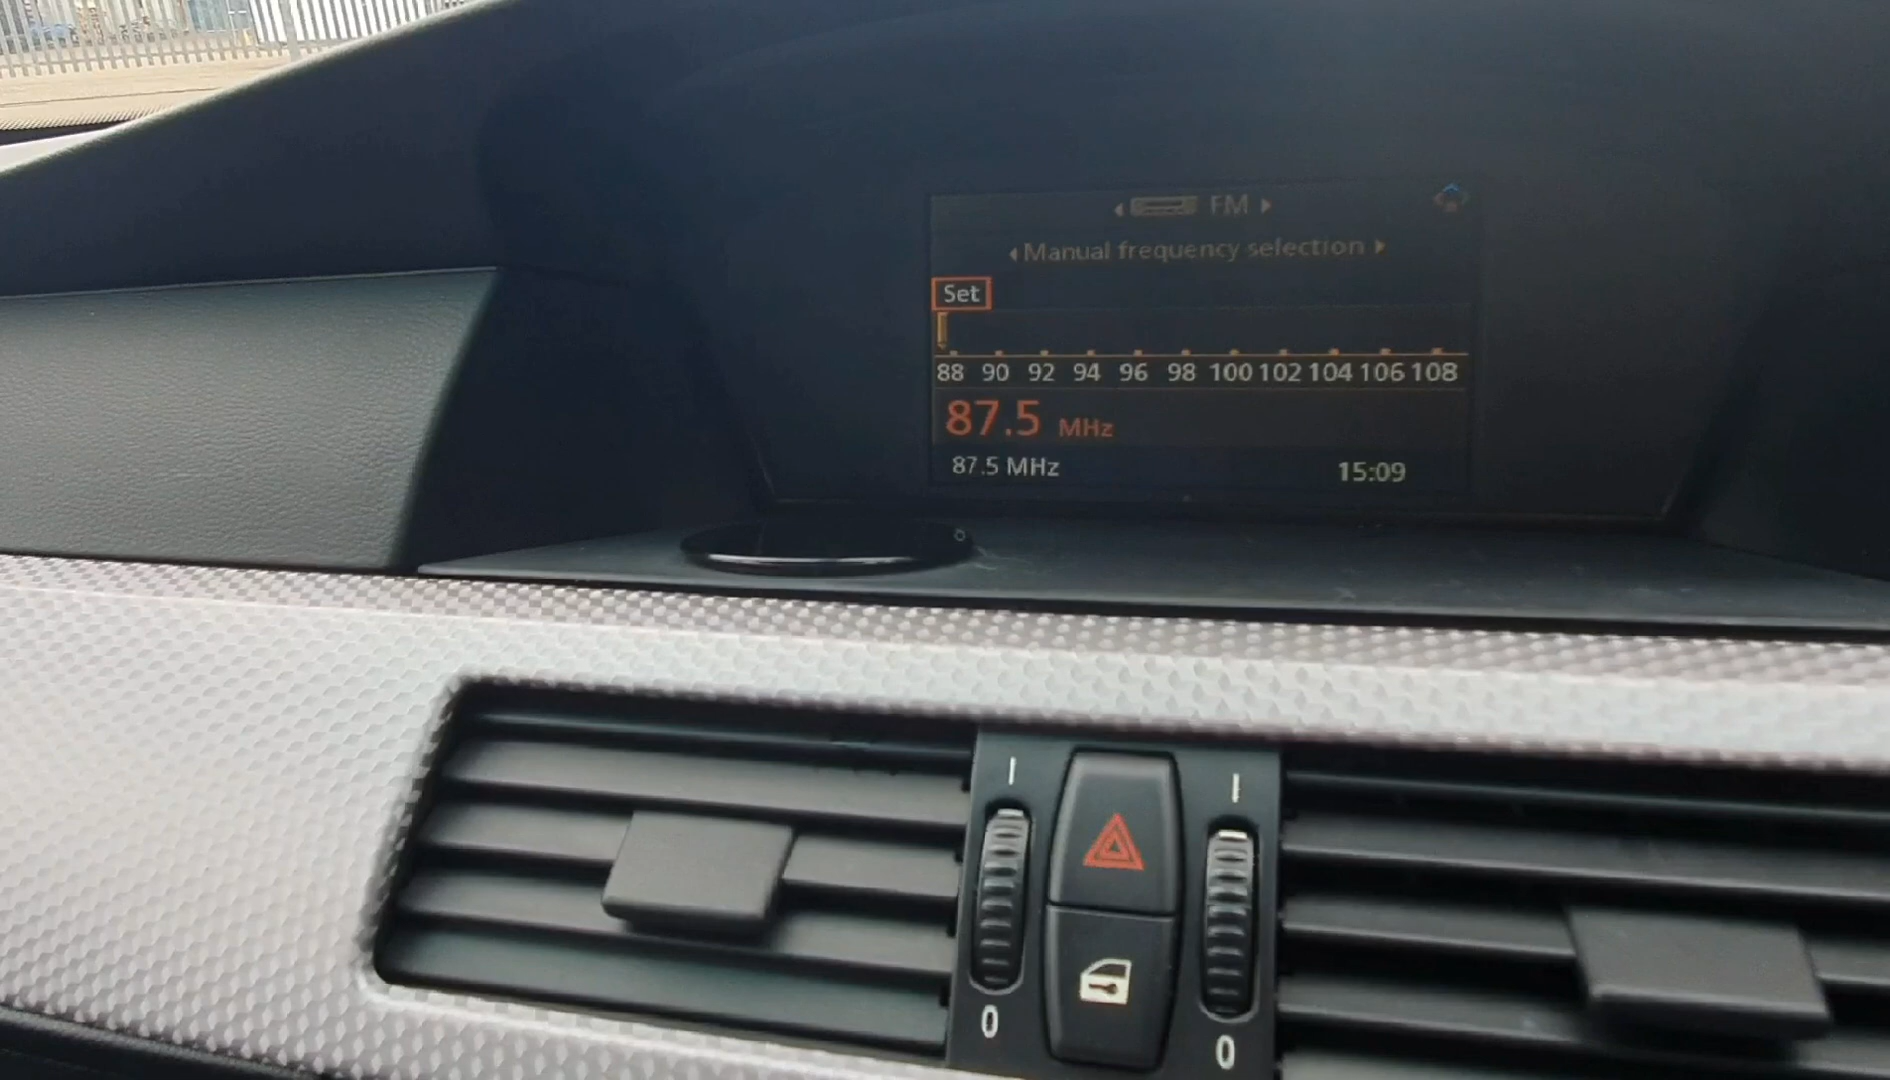 FM
Manual frequency selection
Set
88 90 92 94 96 98 100 102 104 106 108
87.5 MHz
87.5 MHz 15:09
0
0